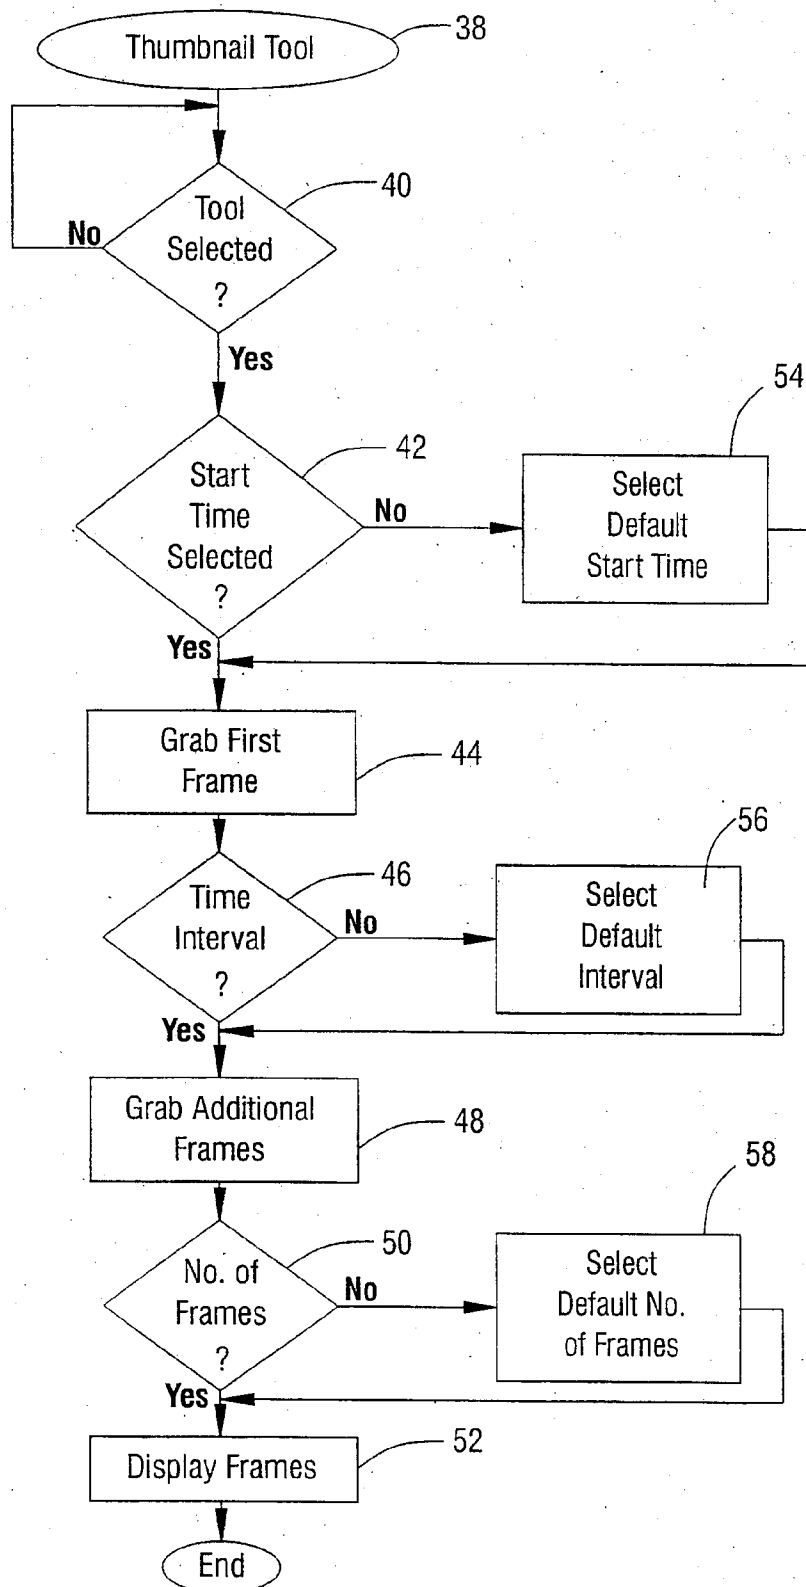 Thumbnail Tool
38
40
Tool
Selected
?
No
Yes
54
42
Start
Time
Selected
?
No
Select
Default
Start Time
Yes
Grab First
Frame
44
56
46
Time
Interval
?
No
Select
Default
Interval
Yes
Grab Additional
Frames
48
58
50
No. of
Frames
?
No
Select
Default No.
of Frames
Yes
Display Frames
52
End